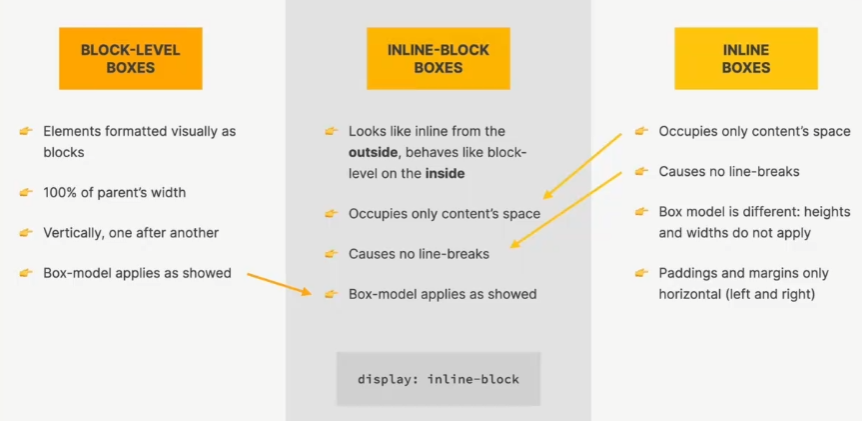 BLOCK-LEVEL
BOXES
Elements formatted visually as
blocks
100% of parent's width
Vertically, one after another
Box-model applies as showed
INLINE-BLOCK
BOXES
Looks like inline from the
outside, behaves like block-
level on the inside
Occupies only content's space
Causes no line-breaks
Box-model applies as showed
display: inline-block
INLINE
BOXES
Occupies only content's space
Causes no line-breaks
Box model is different: heights
and widths do not apply
Paddings and margins only
horizontal (left and right)